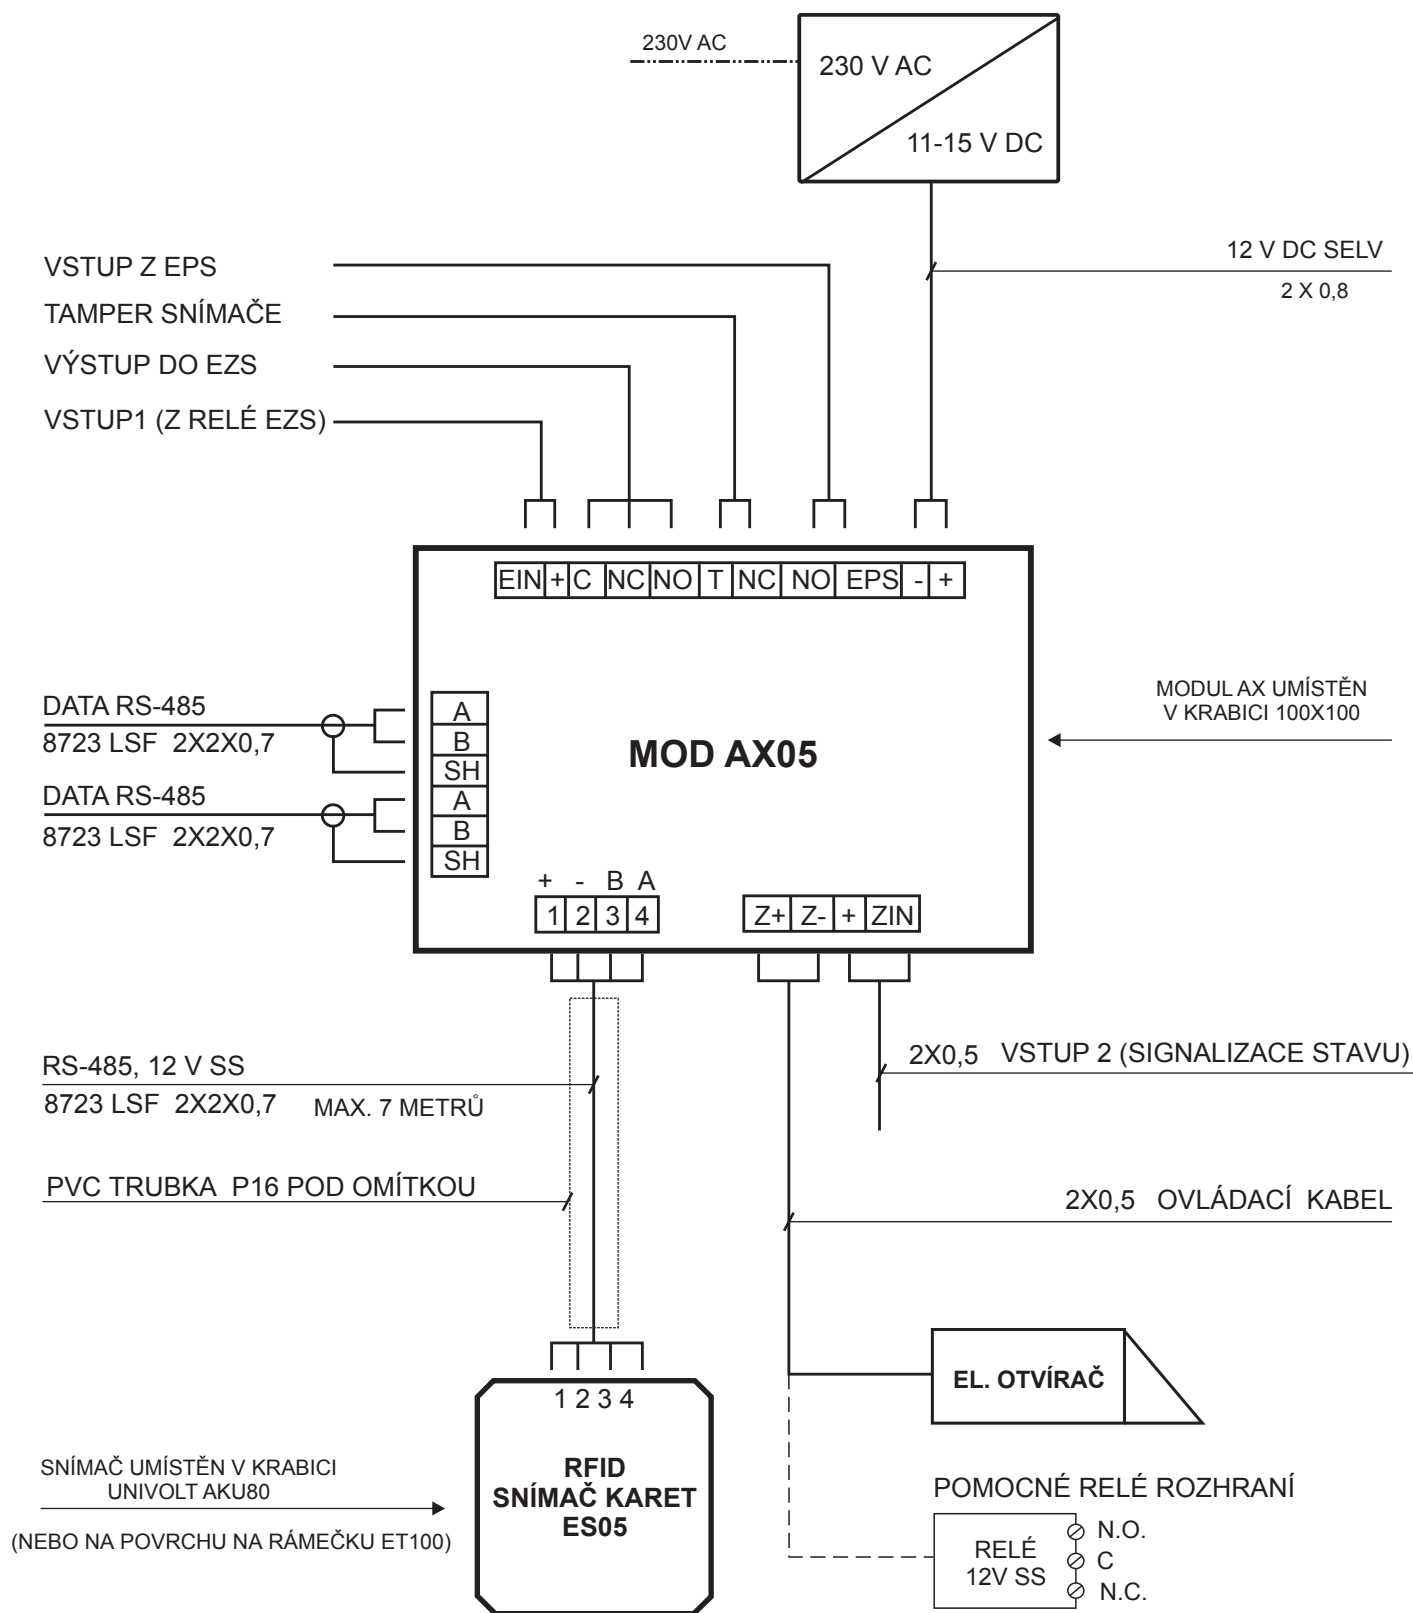 230V AC
230 V AC
11-15 V DC
12 V DC SELV
2 X 0,8
VSTUP Z EPS
TAMPER SNÍMAČE
VÝSTUP DO EZS
VSTUP1 (Z RELÉ EZS)
EIN + C NC NO T NC NO EPS - +
MODUL AX UMÍSTĚN
V KRABICI 100X100
DATA RS-485
8723 LSF 2X2X0,7
DATA RS-485
8723 LSF 2X2X0,7
A
B
SH
A
B
SH
MOD AX05
+ - B A
1 2 3 4
Z+ Z- + ZIN
RS-485, 12 V SS
8723 LSF 2X2X0,7 MAX. 7 METRŮ
2X0,5 VSTUP 2 (SIGNALIZACE STAVU)
PVC TRUBKA P16 POD OMÍTKOU
2X0,5 OVLÁDACÍ KABEL
EL. OTVÍRAČ
1 2 3 4
RFID
SNÍMAČ KARET
ES05
SNÍMAČ UMÍSTĚN V KRABICI
UNIVOLT AKU80
(NEBO NA POVRCHU NA RÁMEČKU ET100)
POMOCNÉ RELÉ ROZHRANÍ
RELÉ
12V SS
N.O.
C
N.C.